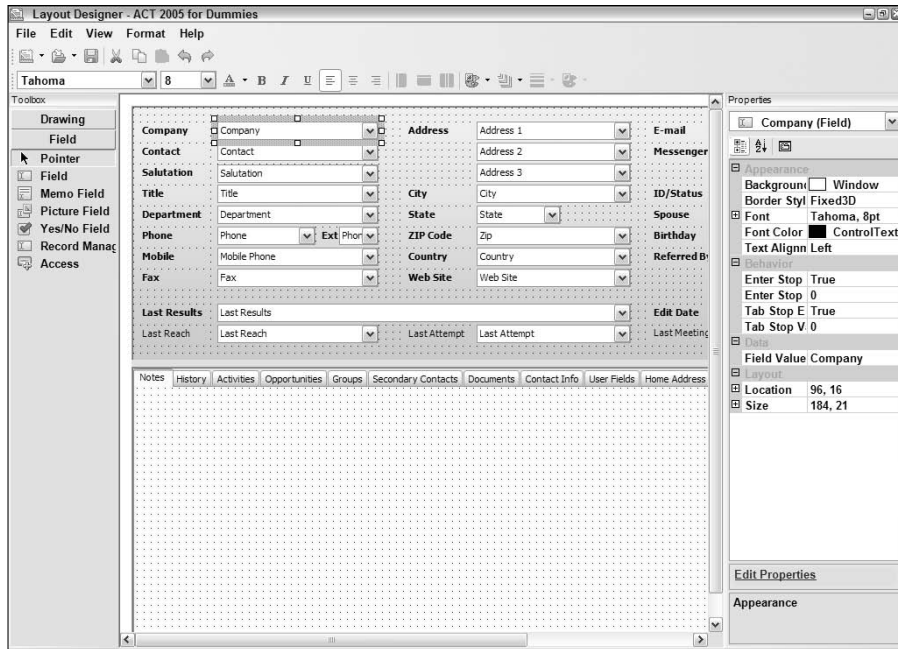 Layout Designer - ACT 2005 for Dummies
File Edit View Format Help
Tahoma 8 A B I U
Toolbox
Drawing
Field
Pointer
Field
Memo Field
Picture Field
Yes/No Field
Record Manag
Access
Company Company Address Address 1 E-mail
Contact Contact Address 2 Messenger
Salutation Salutation Address 3
Title Title City City ID/Status
Department Department State State Spouse
Phone Phone Ext Phon ZIP Code Zip Birthday
Mobile Mobile Phone Country Country Referred B
Fax Fax Web Site Web Site
Last Results Last Results Edit Date
Last Reach Last Reach Last Attempt Last Attempt Last Meeting
Notes History Activities Opportunities Groups Secondary Contacts Documents Contact Info User Fields Home Address
Properties
Company (Field)
Appearance
Backgroun Window
Border Styl Fixed3D
Font Tahoma, 8pt
Font Color ControlText
Text Alignn Left
Behavior
Enter Stop True
Enter Stop 0
Tab Stop E True
Tab Stop V 0
Data
Field Value Company
Layout
Location 96, 16
Size 184, 21
Edit Properties
Appearance